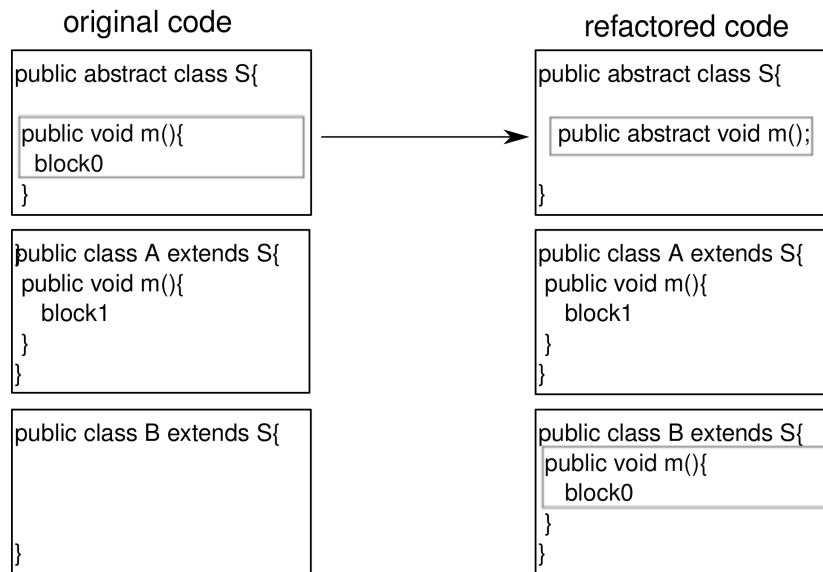 original code
public abstract class S{
public void m(){
block0
}
}
public class A extends S{
public void m(){
block1
}
}
public class B extends S{
}
refactored code
public abstract class S{
public abstract void m();
}
public class A extends S{
public void m(){
block1
}
}
public class B extends S{
public void m(){
block0
}
}